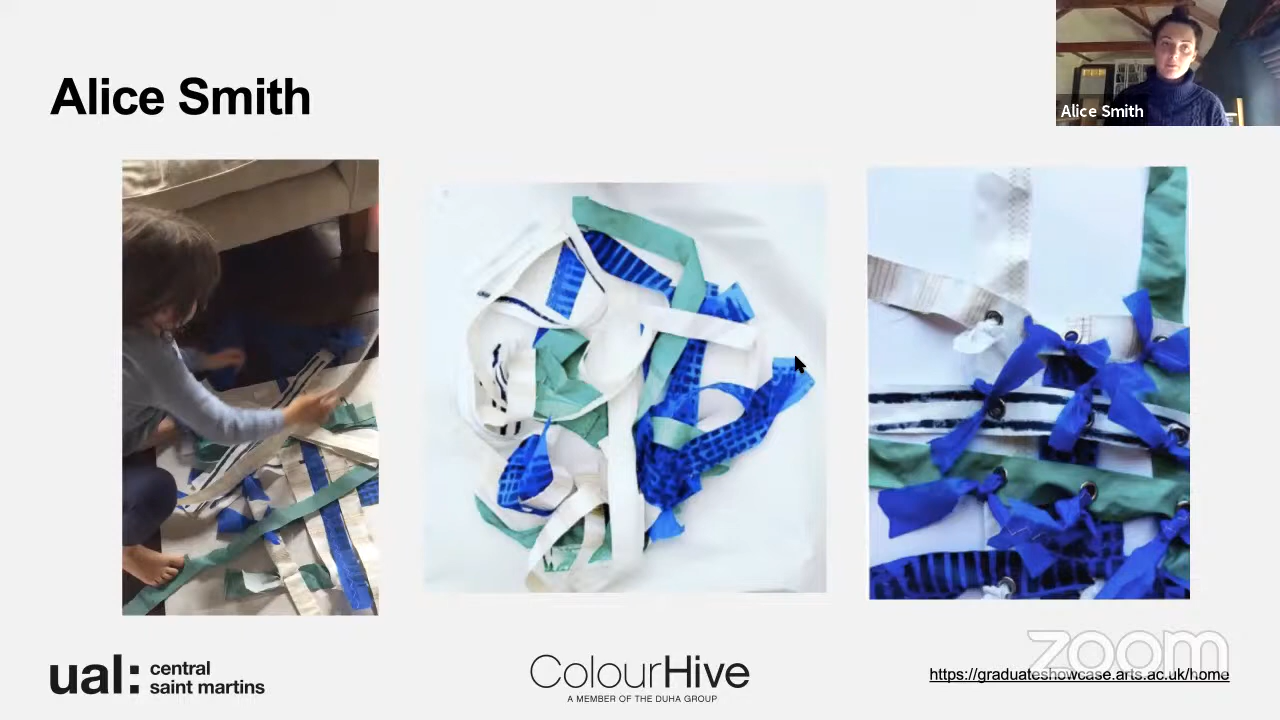 Alice Smith
Alice Smith
ual: central
saint martins
ColourHive
A MEMBER OF THE DUHA GROUP
zoom
https://graduateshowcase.arts.ac.uk/home